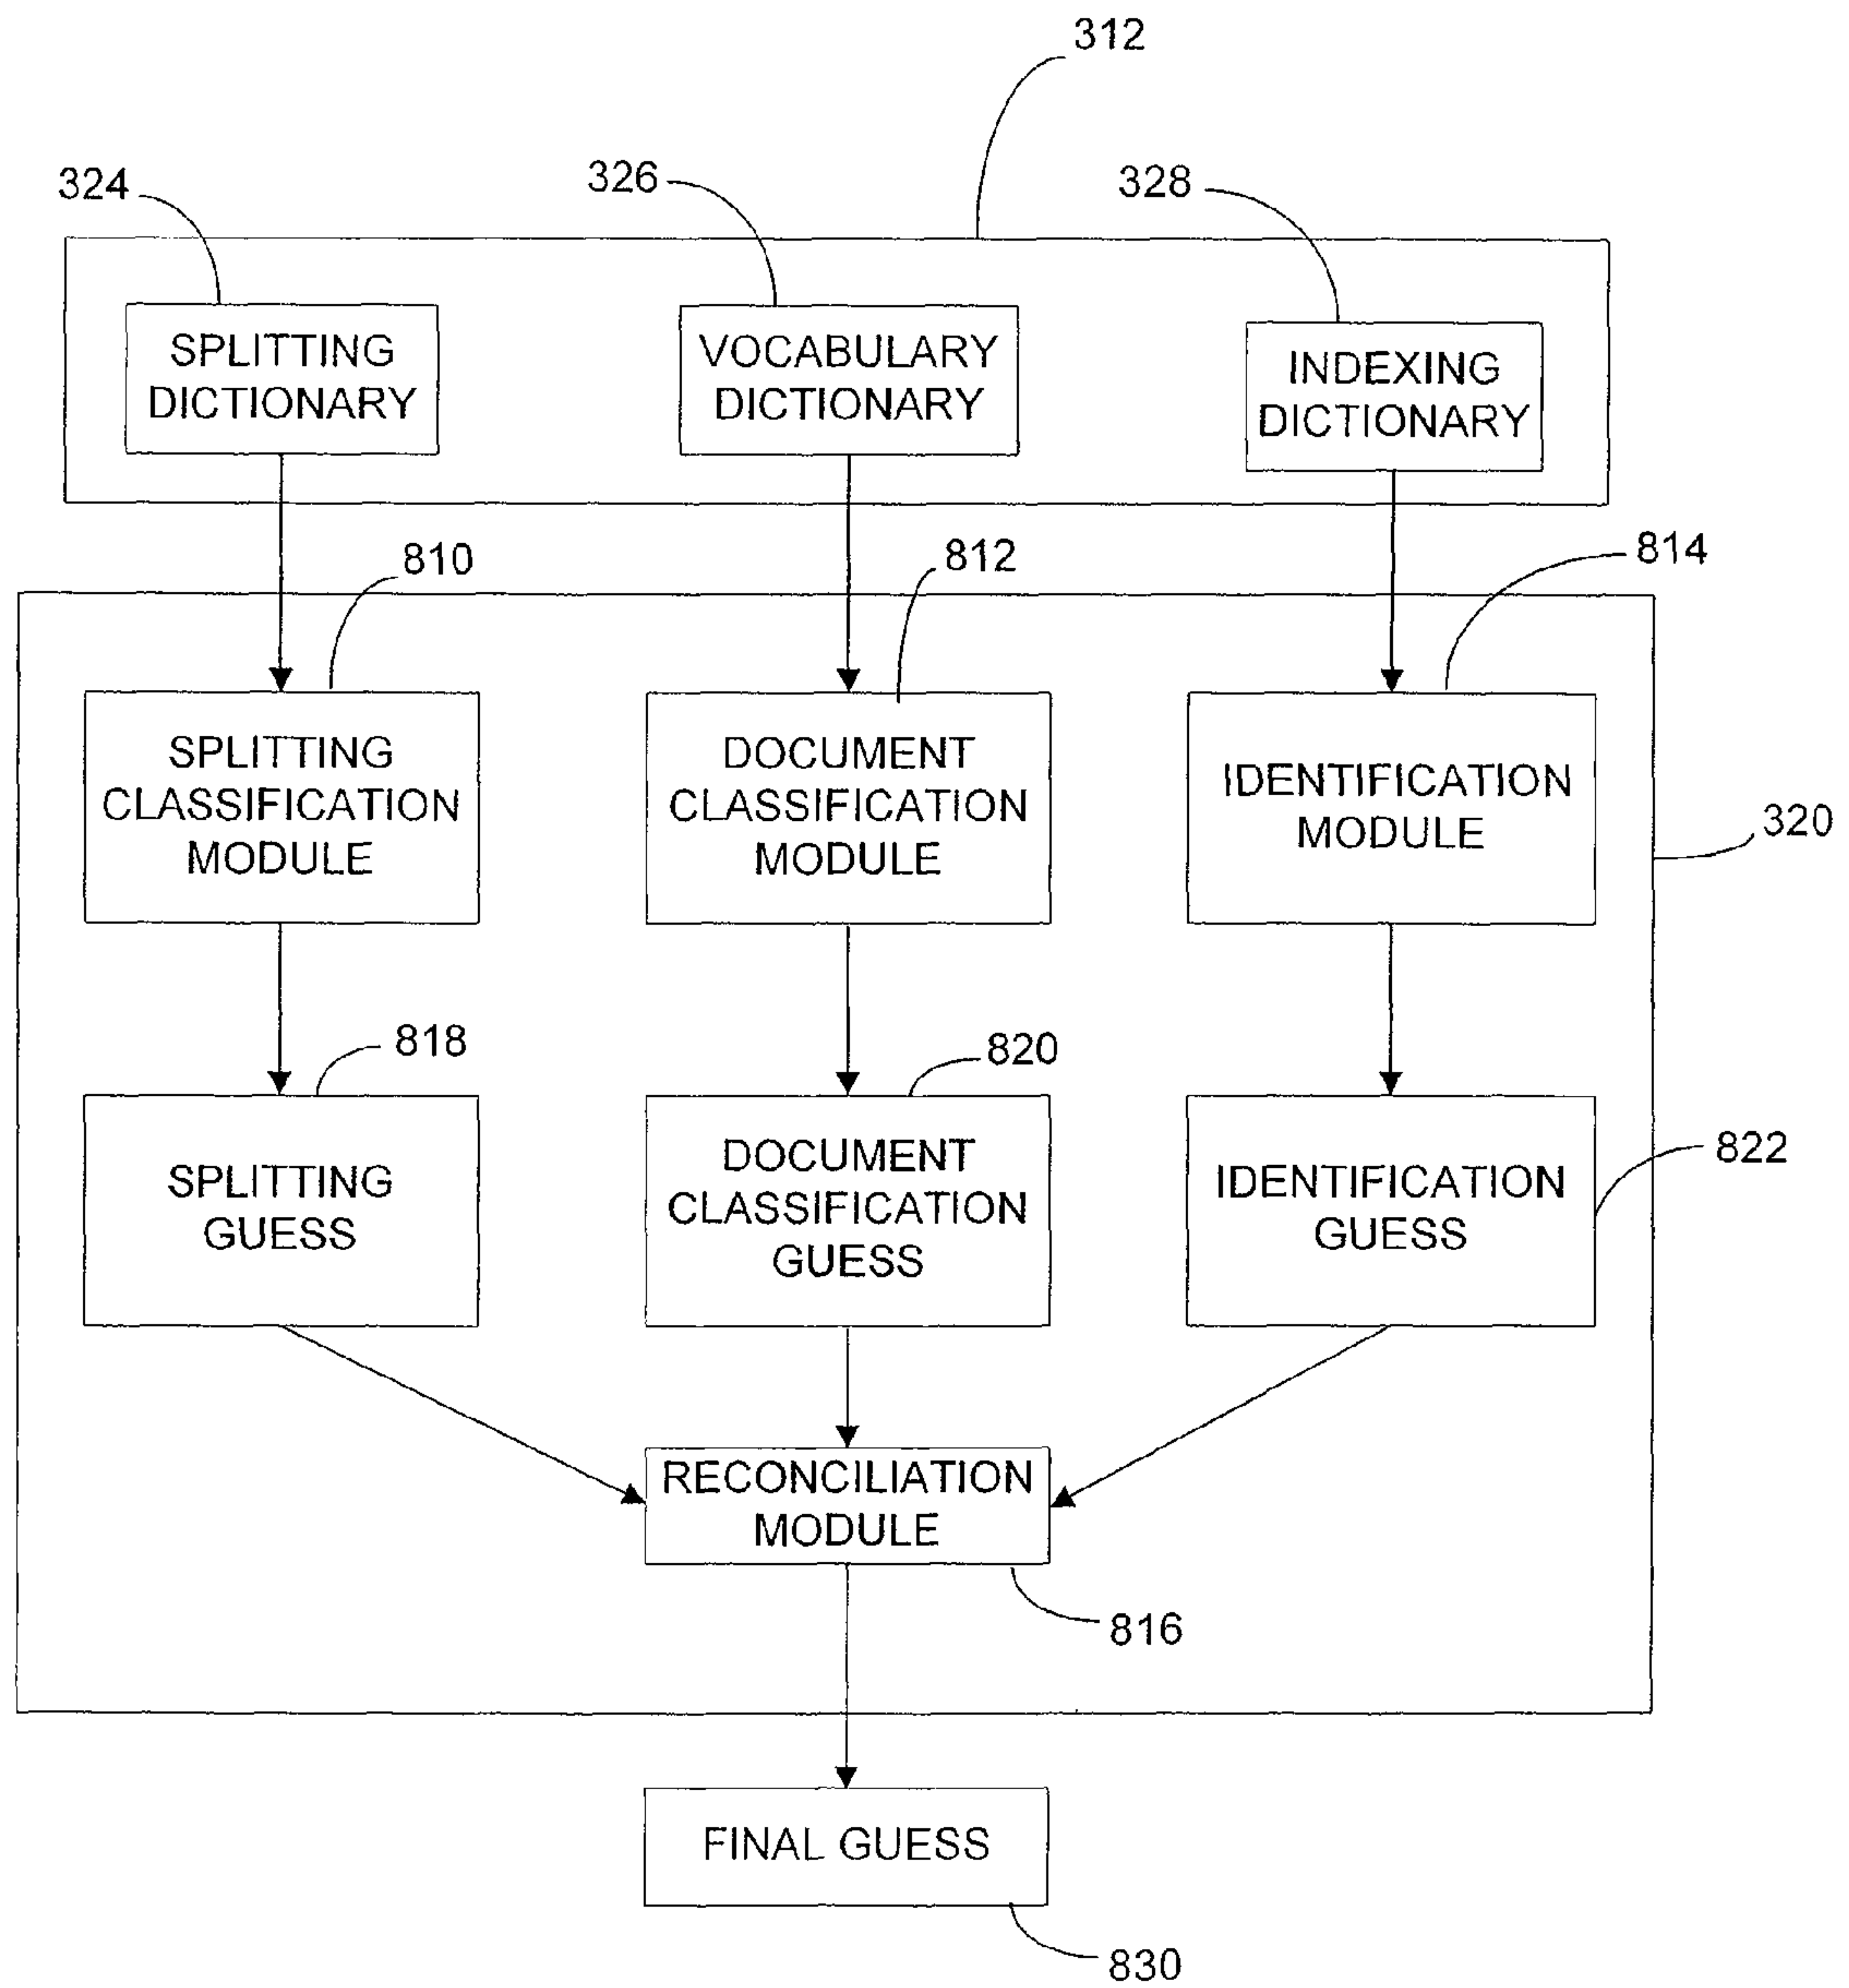 312
324
326
328
SPLITTING
DICTIONARY
VOCABULARY
DICTIONARY
INDEXING
DICTIONARY
810
812
814
SPLITTING
CLASSIFICATION
MODULE
DOCUMENT
CLASSIFICATION
MODULE
IDENTIFICATION
MODULE
320
818
820
822
SPLITTING
GUESS
DOCUMENT
CLASSIFICATION
GUESS
IDENTIFICATION
GUESS
RECONCILIATION
MODULE
816
FINAL GUESS
830